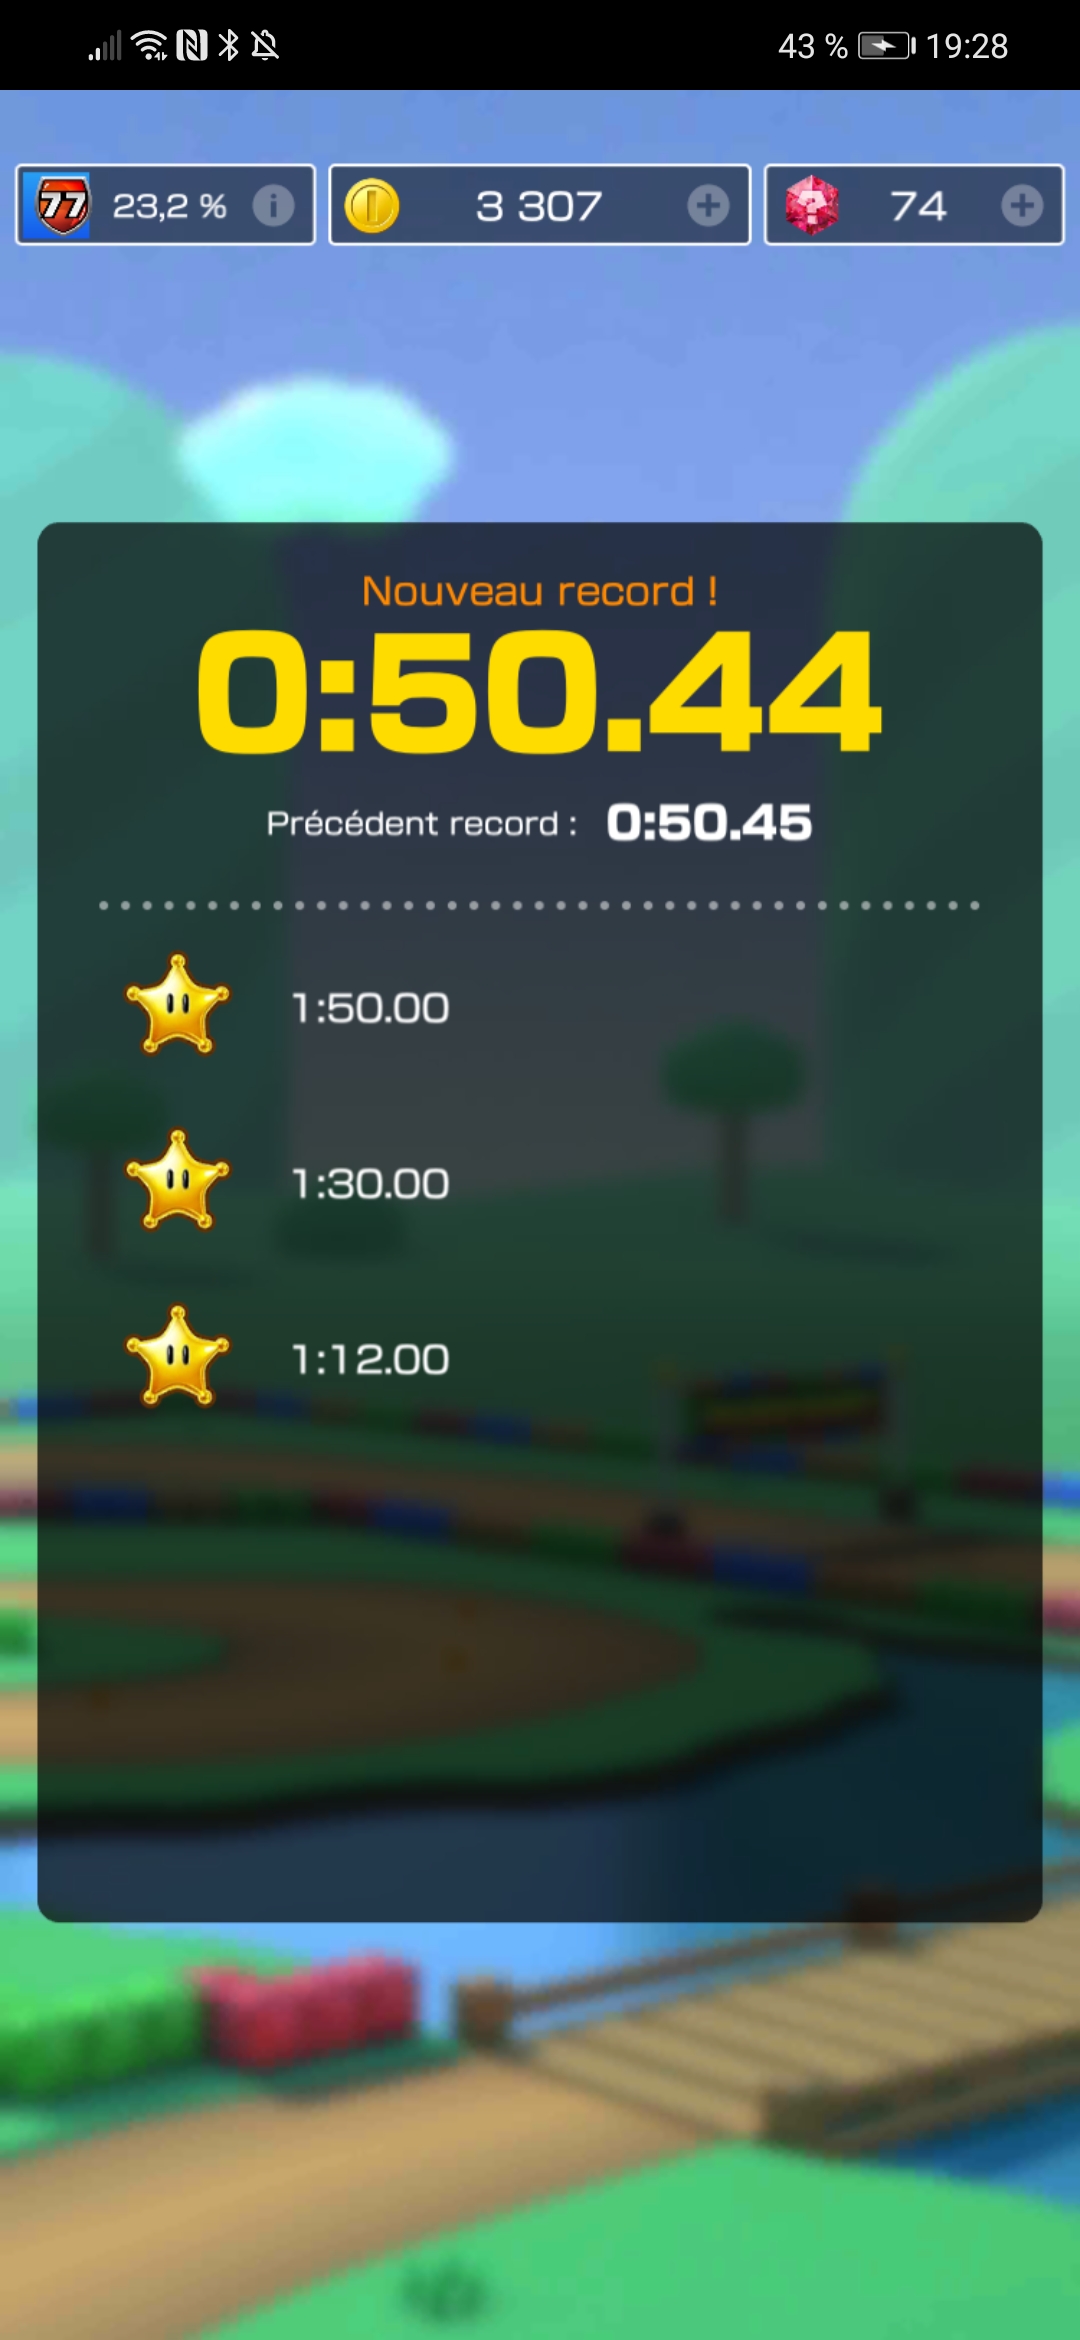 43 % 19:28
77 23,2 % i 3 307 + 74 +
Nouveau record !
0:50.44
Précédent record : 0:50.45
1:50.00
1:30.00
1:12.00